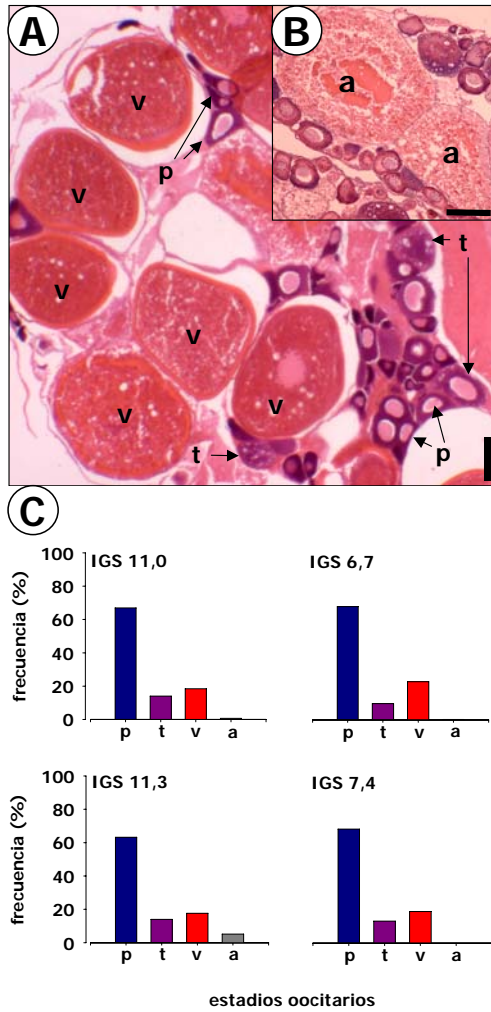 A
B
v
a
p
a
v
t
v
v
v
v
t
p
C
IGS 11,0
IGS 6,7
frecuencia (%)
100
80
60
40
20
0
p t v a
p t v a
IGS 11,3
IGS 7,4
frecuencia (%)
100
80
60
40
20
0
p t v a
p t v a
estadios oocitarios